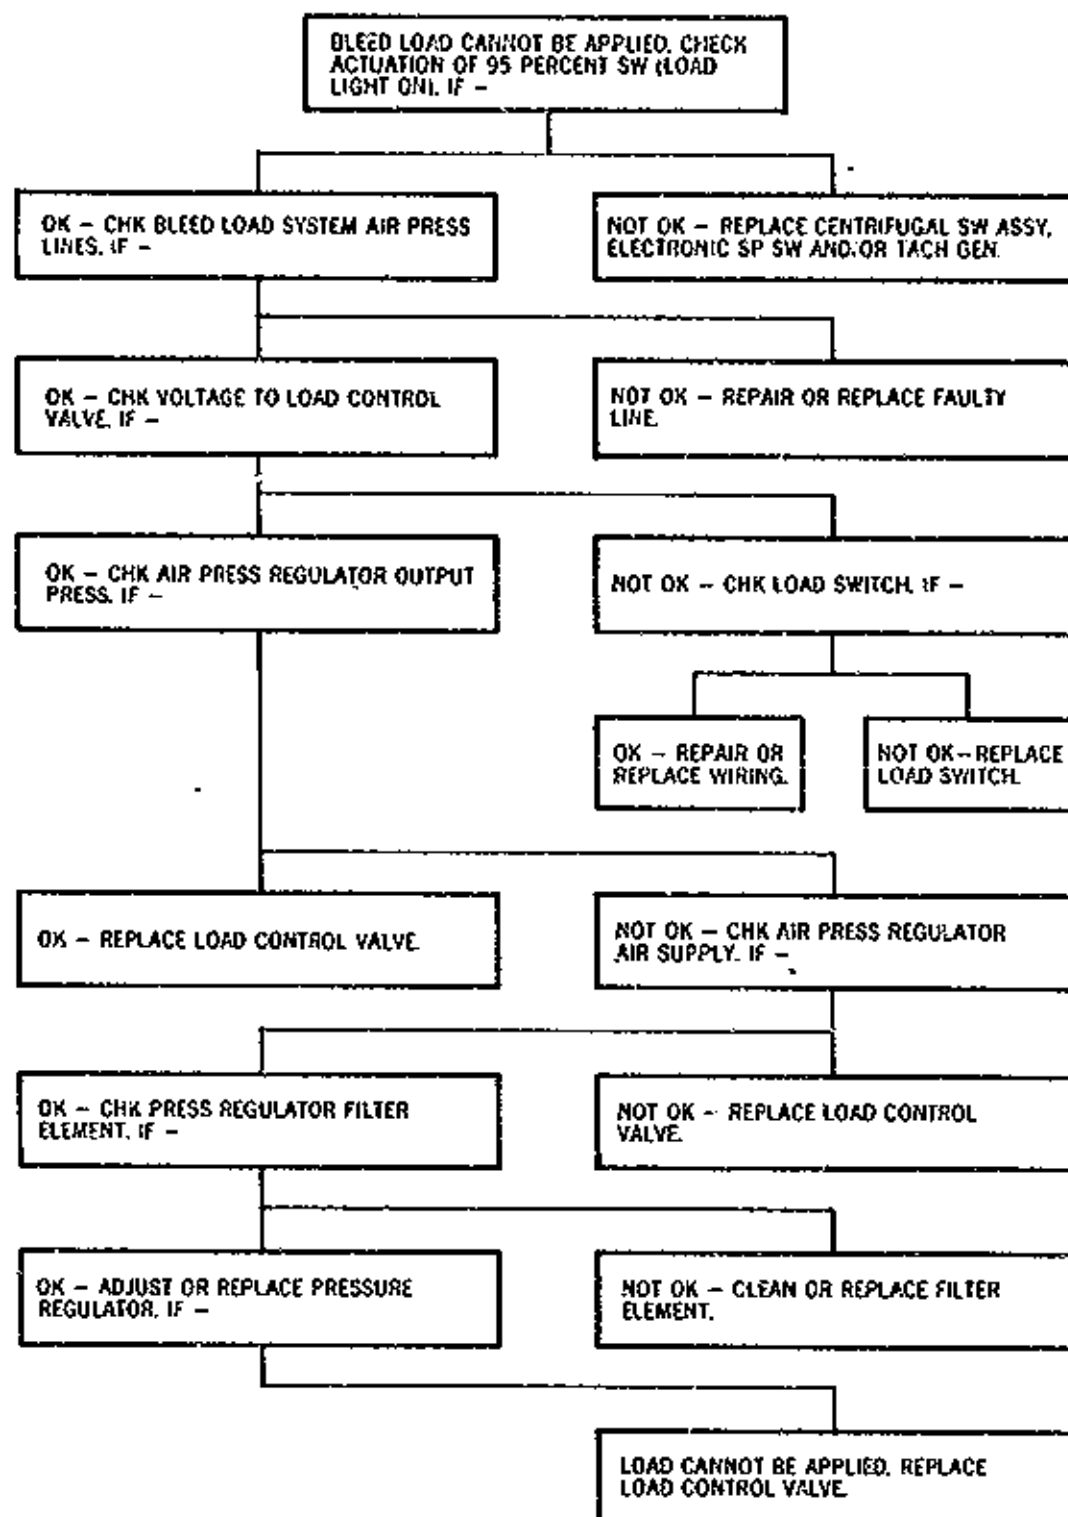 BLEED LOAD CANNOT BE APPLIED. CHECK
ACTUATION OF 95 PERCENT SW (LOAD
LIGHT ON). IF –
OK – CHK BLEED LOAD SYSTEM AIR PRESS
LINES. IF –
NOT OK – REPLACE CENTRIFUGAL SW ASSY,
ELECTRONIC SP SW AND/OR TACH GEN.
OK – CHK VOLTAGE TO LOAD CONTROL
VALVE. IF –
NOT OK – REPAIR OR REPLACE FAULTY
LINE.
OK – CHK AIR PRESS REGULATOR OUTPUT
PRESS. IF –
NOT OK – CHK LOAD SWITCH. IF –
OK – REPAIR OR
REPLACE WIRING.
NOT OK – REPLACE
LOAD SWITCH.
OK – REPLACE LOAD CONTROL VALVE.
NOT OK – CHK AIR PRESS REGULATOR
AIR SUPPLY. IF –
OK – CHK PRESS REGULATOR FILTER
ELEMENT. IF –
NOT OK – REPLACE LOAD CONTROL
VALVE.
OK – ADJUST OR REPLACE PRESSURE
REGULATOR. IF –
NOT OK – CLEAN OR REPLACE FILTER
ELEMENT.
LOAD CANNOT BE APPLIED. REPLACE
LOAD CONTROL VALVE.